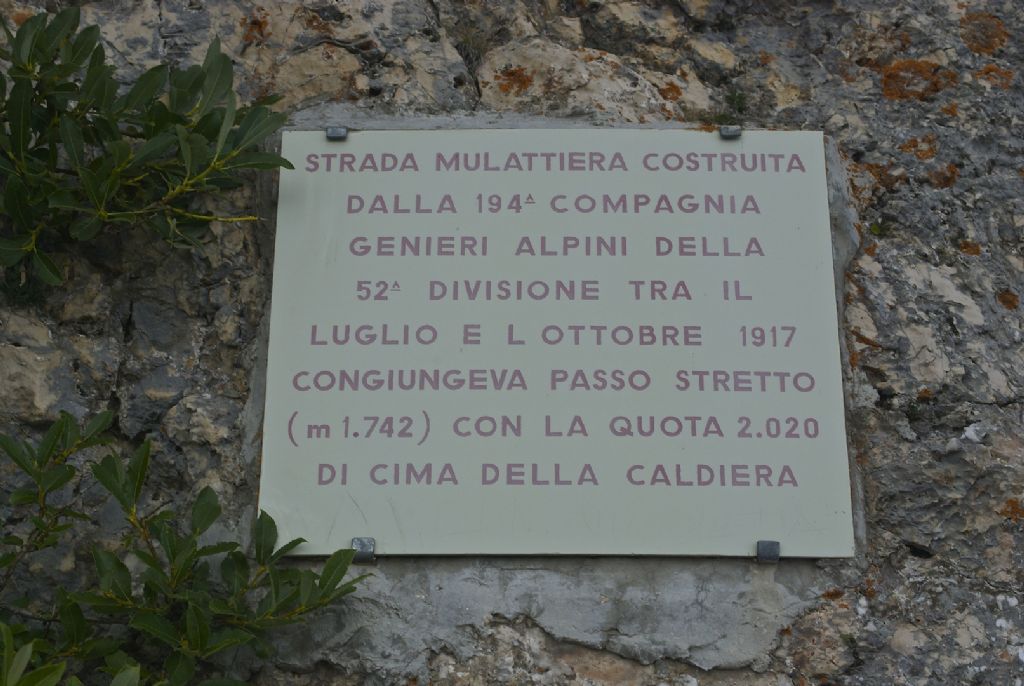 STRADA MULATTIERA COSTRUITA
DALLA 194ᴬ COMPAGNIA
GENIERI ALPINI DELLA
52ᴬ DIVISIONE TRA IL
LUGLIO E L OTTOBRE 1917
CONGIUNGEVA PASSO STRETTO
(m 1.742) CON LA QUOTA 2.020
DI CIMA DELLA CALDIERA